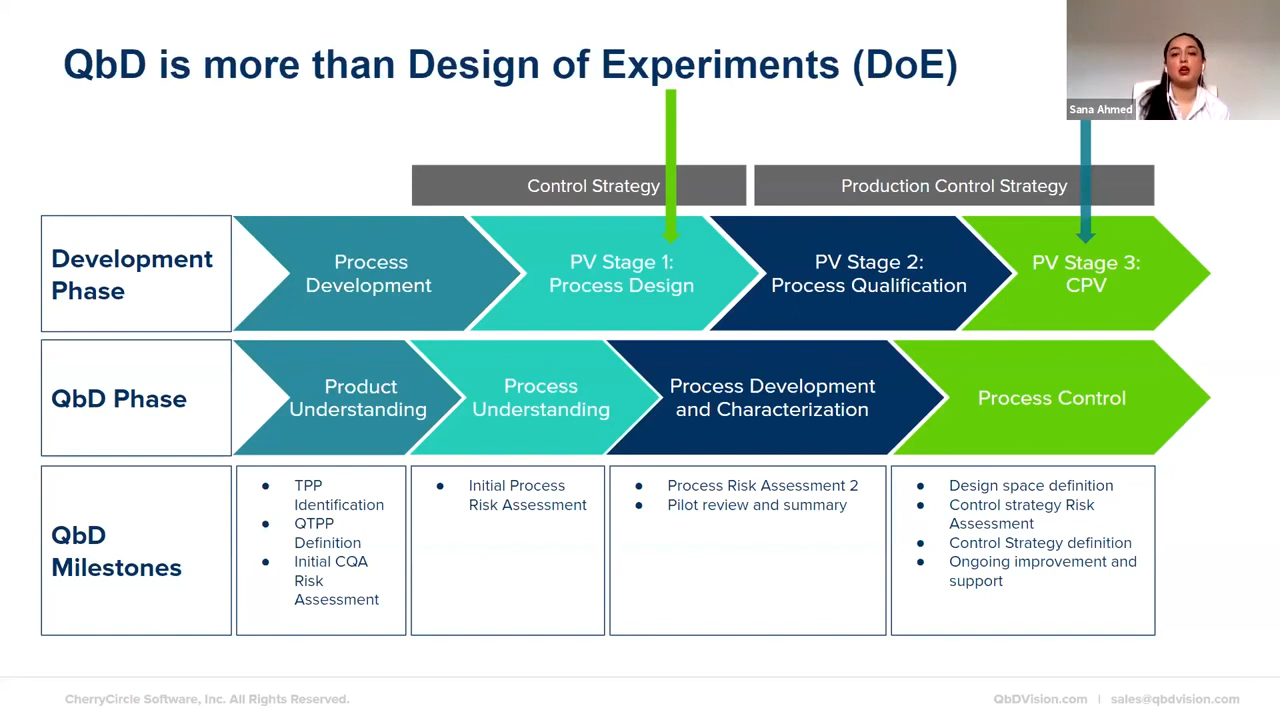 QbD is more than Design of Experiments (DoE)
Sana Ahmed
Control Strategy
Production Control Strategy
Development
Phase
Process
Development
PV Stage 1:
Process Design
PV Stage 2:
Process Qualification
PV Stage 3:
CPV
QbD Phase
Product
Understanding
Process
Understanding
Process Development
and Characterization
Process Control
QbD
Milestones
● TPP
Identification
● QTPP
Definition
● Initial CQA
Risk
Assessment
● Initial Process
Risk Assessment
● Process Risk Assessment 2
● Pilot review and summary
● Design space definition
● Control strategy Risk
Assessment
● Control Strategy definition
● Ongoing improvement and
support
CherryCircle Software, Inc. All Rights Reserved.
QbDVision.com | sales@qbdvision.com